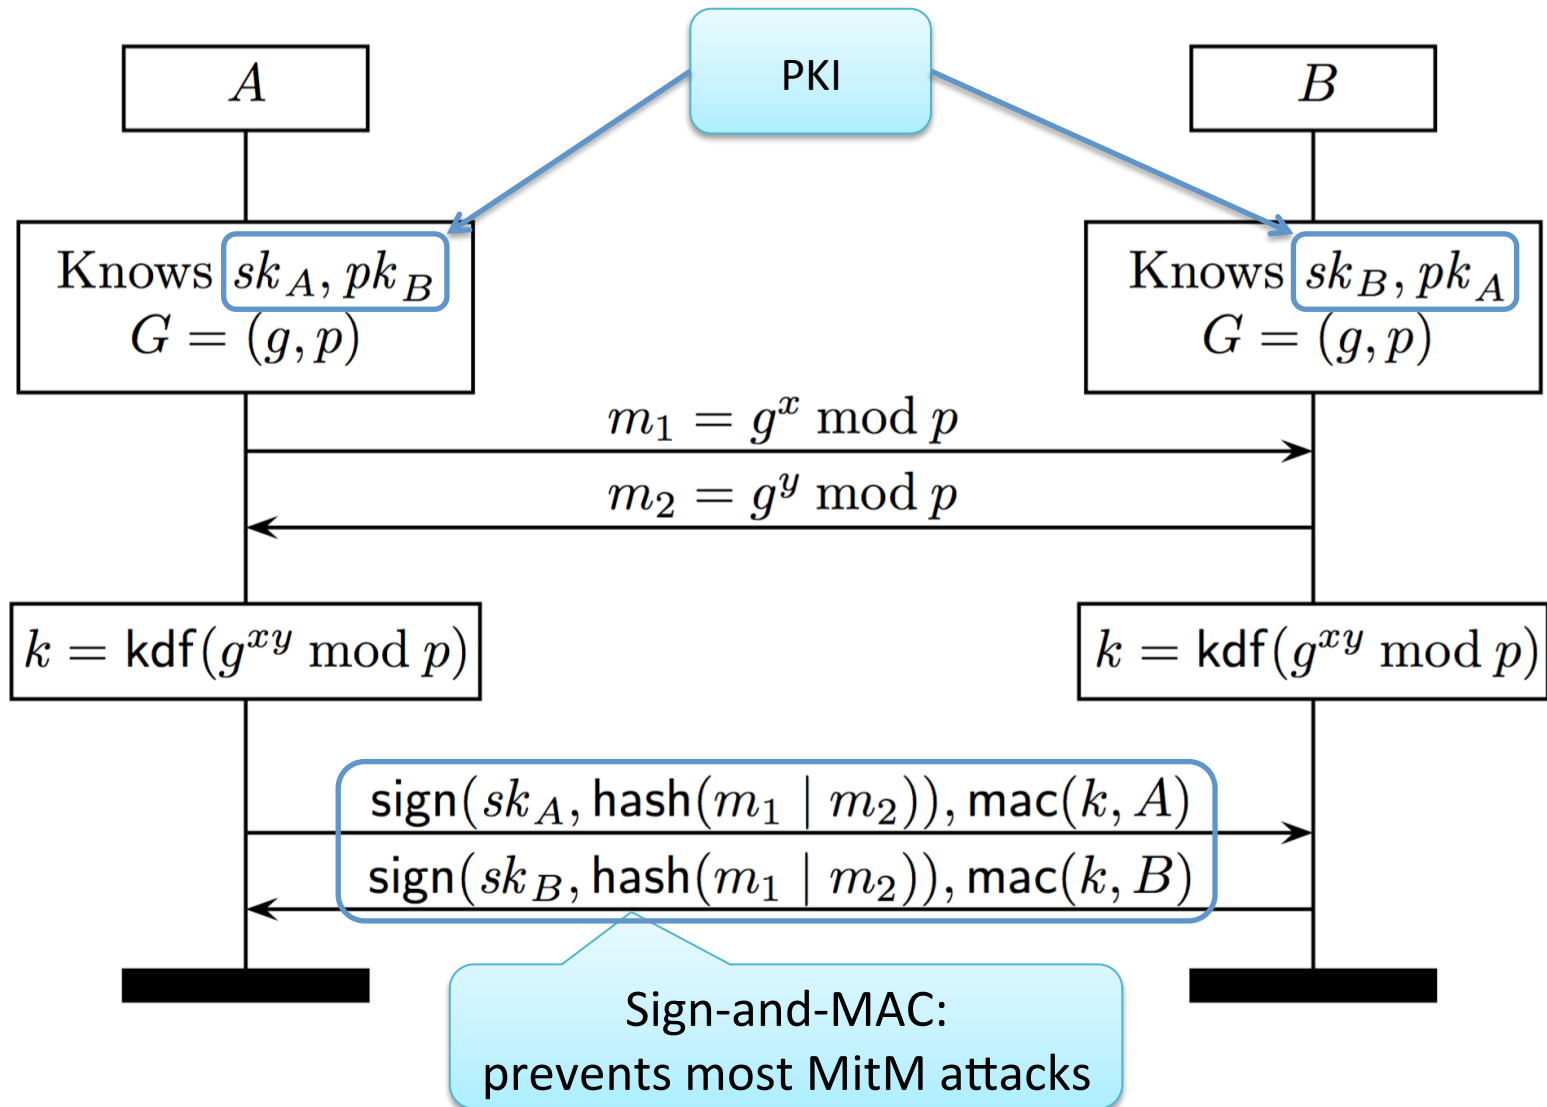 PKI
A
B
Knows sk_A, pk_B
G = (g, p)
Knows sk_B, pk_A
G = (g, p)
m_1 = g^x mod p
m_2 = g^y mod p
k = kdf(g^{xy} mod p)
k = kdf(g^{xy} mod p)
sign(sk_A, hash(m_1 | m_2)), mac(k, A)
sign(sk_B, hash(m_1 | m_2)), mac(k, B)
Sign-and-MAC:
prevents most MitM attacks